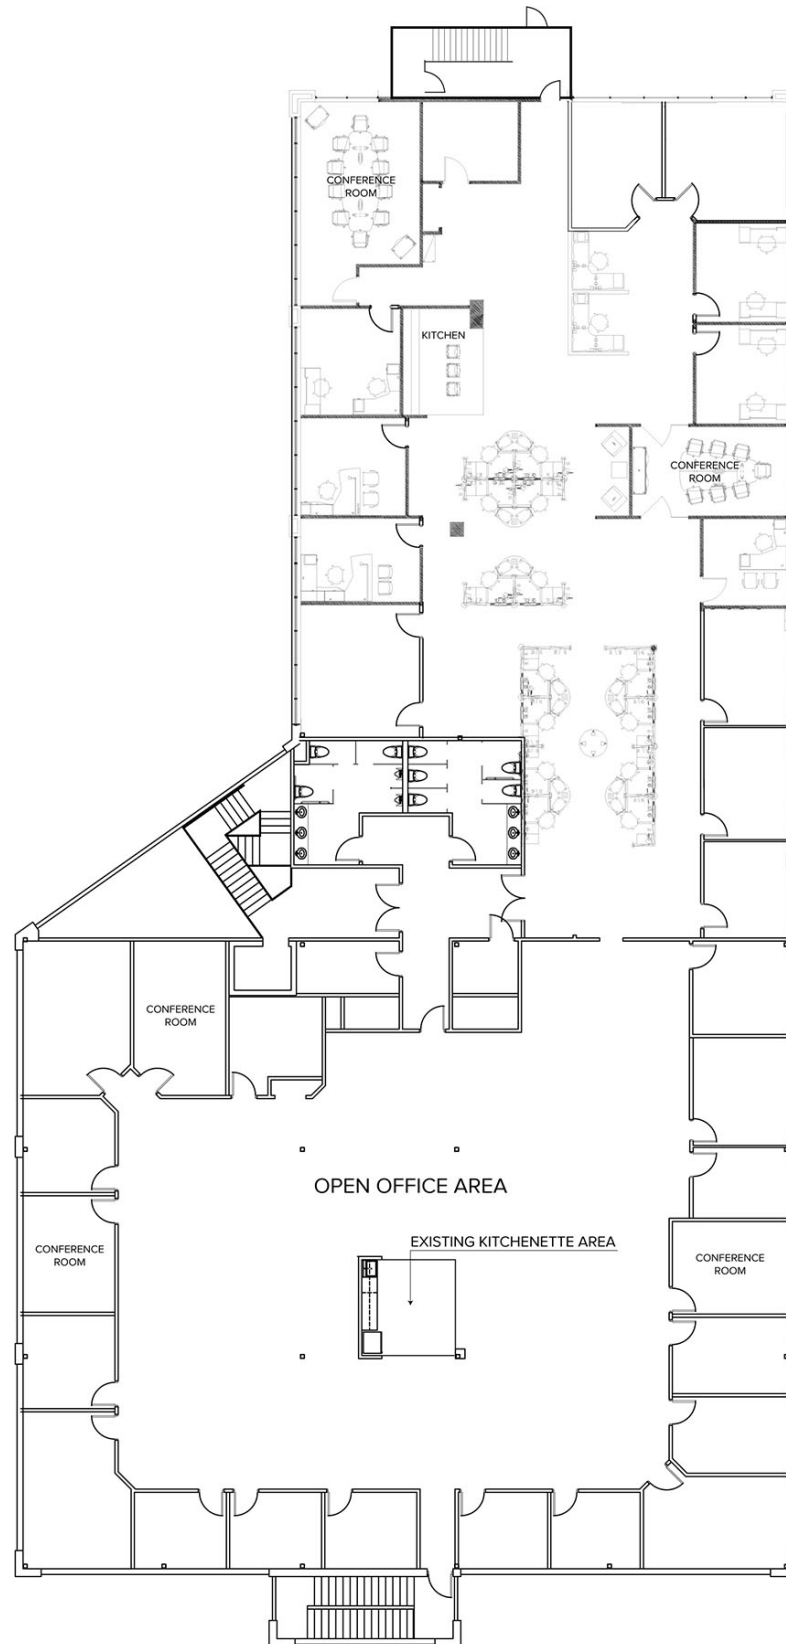 CONFERENCE
ROOM
KITCHEN
CONFERENCE
ROOM
CONFERENCE
ROOM
OPEN OFFICE AREA
EXISTING KITCHENETTE AREA
CONFERENCE
ROOM
CONFERENCE
ROOM